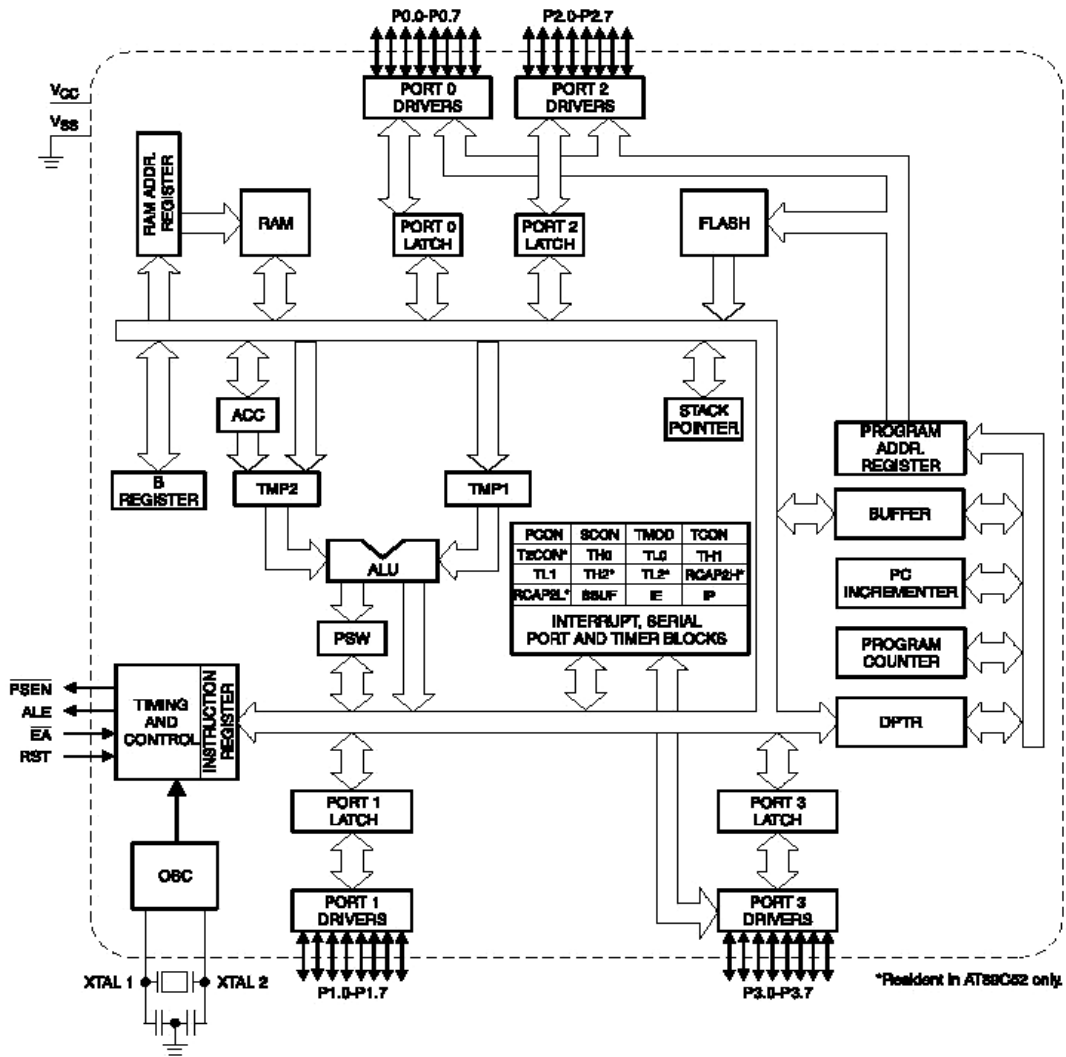 P0.0-P0.7
P2.0-P2.7
VCC
VSS
PORT 0
DRIVERS
PORT 2
DRIVERS
RAM ADDR.
REGISTER
RAM
PORT 0
LATCH
PORT 2
LATCH
FLASH
ACC
STACK
POINTER
B
REGISTER
TMP2
TMP1
PROGRAM
ADDR.
REGISTER
BUFFER
ALU
PCON SCON TMOD TCON
T2CON* TH0 TL0 TH1
TL1 TH2* TL2* RCAP2H*
RCAP2L* SBUF IE IP
INTERRUPT, SERIAL
PORT AND TIMER BLOCKS
PC
INCREMENTER
PSW
PROGRAM
COUNTER
PSEN
ALE
EA
RST
TIMING
AND
CONTROL
INSTRUCTION
REGISTER
DPTR
PORT 1
LATCH
PORT 3
LATCH
OSC
PORT 1
DRIVERS
PORT 3
DRIVERS
XTAL 1
XTAL 2
P1.0-P1.7
P3.0-P3.7
*Resident in AT89C52 only.